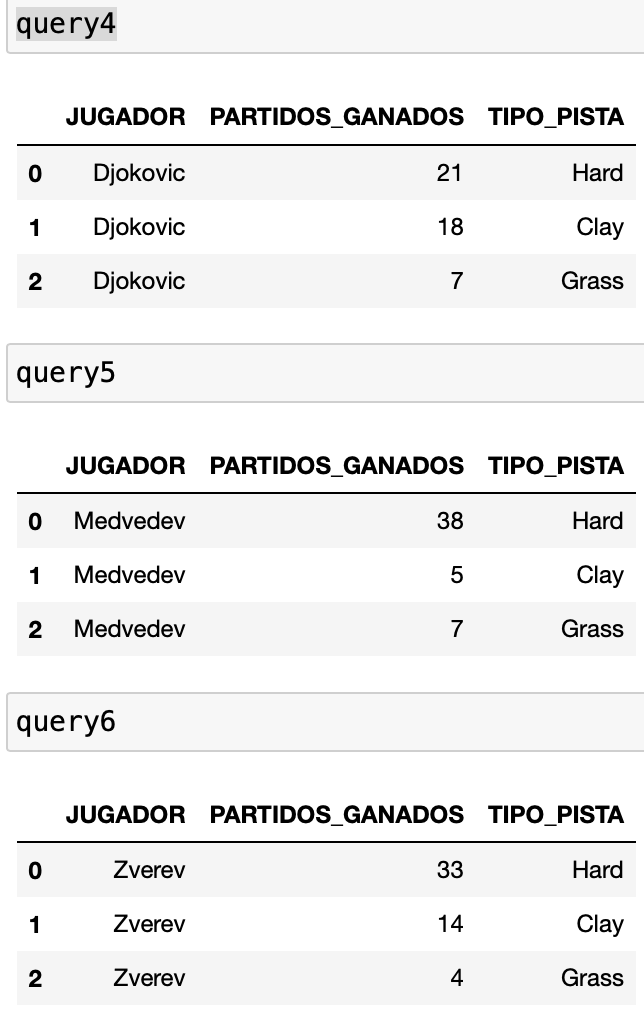 query4
JUGADOR PARTIDOS_GANADOS TIPO_PISTA
0 Djokovic 21 Hard
1 Djokovic 18 Clay
2 Djokovic 7 Grass
query5
JUGADOR PARTIDOS_GANADOS TIPO_PISTA
0 Medvedev 38 Hard
1 Medvedev 5 Clay
2 Medvedev 7 Grass
query6
JUGADOR PARTIDOS_GANADOS TIPO_PISTA
0 Zverev 33 Hard
1 Zverev 14 Clay
2 Zverev 4 Grass